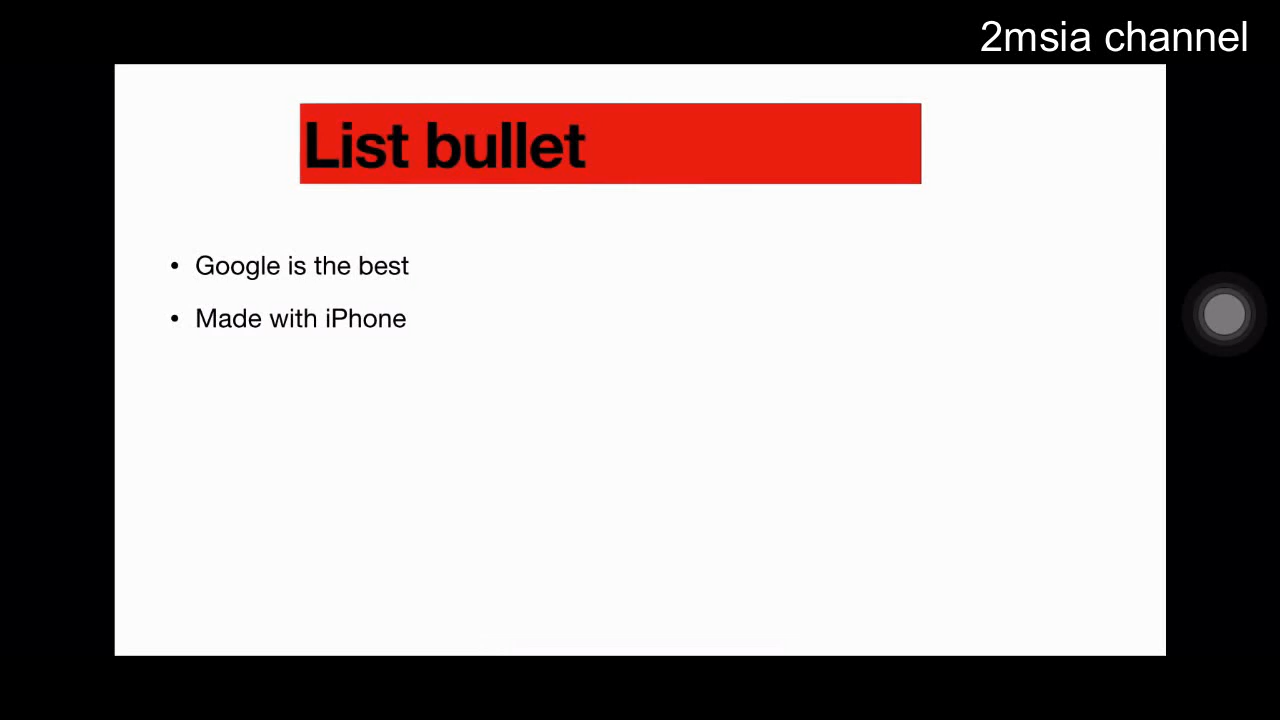 2msia channel
List bullet
• Google is the best
• Made with iPhone